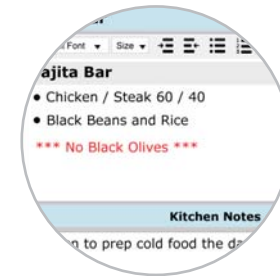 Font Size
ajita Bar
• Chicken / Steak 60 / 40
• Black Beans and Rice
*** No Black Olives ***
Kitchen Notes
to prep cold food the da